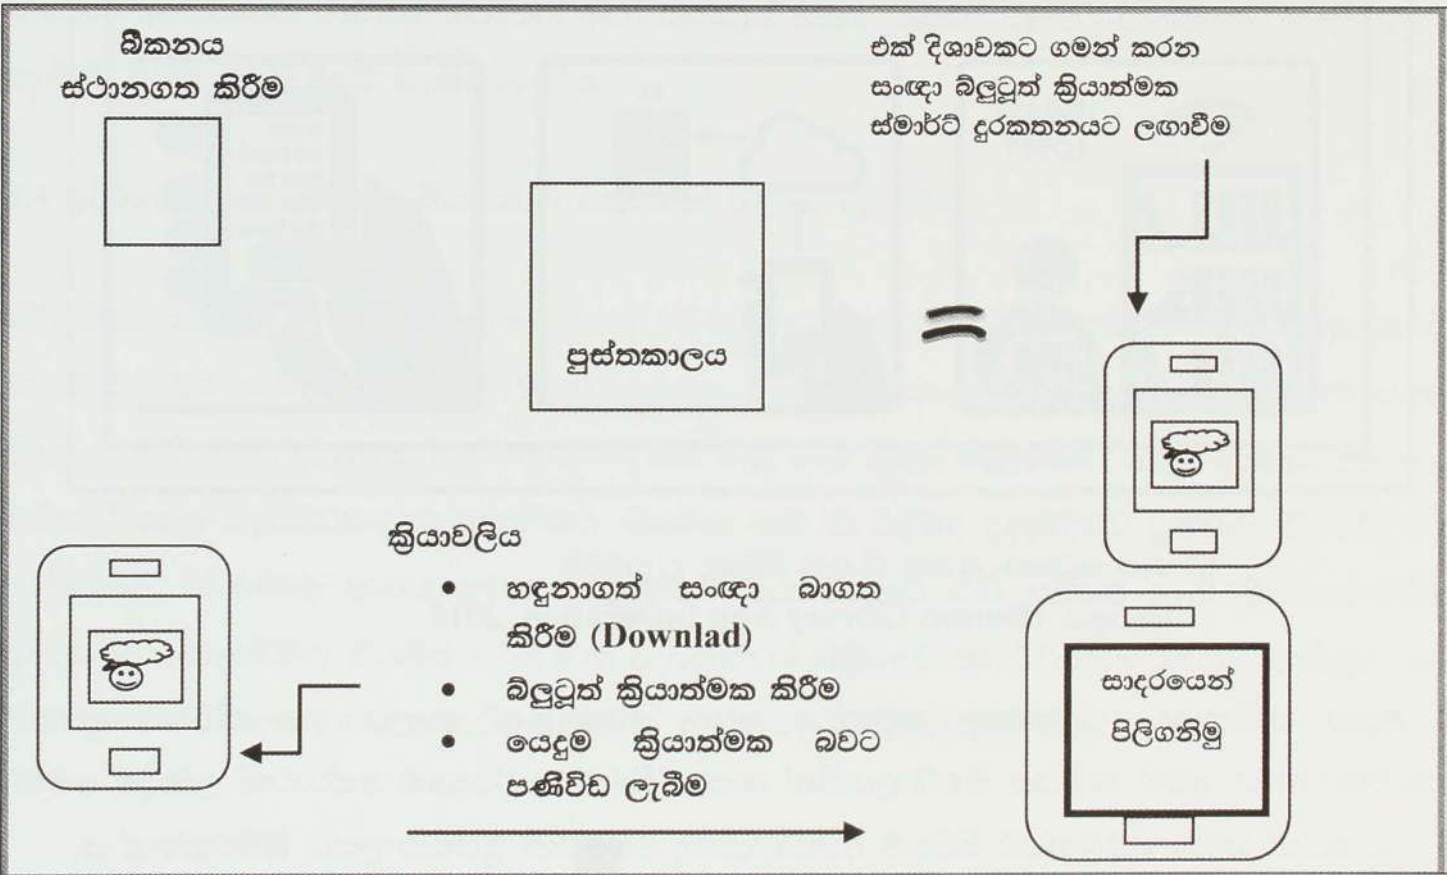 බීකනය
ස්ථානගත කිරීම
එක් දිශාවකට ගමන් කරන
සංඥා බ්ලුටූත් ක්‍රියාත්මක
ස්මාර්ට් දුරකතනයට ලඟාවීම
පුස්තකාලය
=
ක්‍රියාවලිය
• හඳුනාගත් සංඥා බාගත
කිරීම (Downlad)
• බ්ලුටූත් ක්‍රියාත්මක කිරීම
• යෙදුම ක්‍රියාත්මක බවට
පණිවිඩ ලැබීම
සාදරයෙන්
පිලිගනිමු